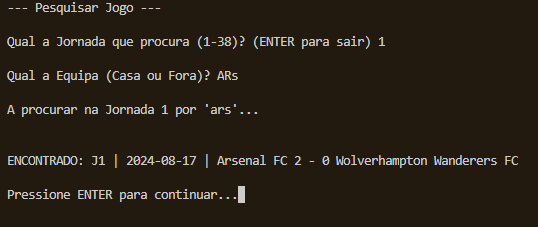 --- Pesquisar Jogo ---
Qual a Jornada que procura (1-38)? (ENTER para sair) 1
Qual a Equipa (Casa ou Fora)? ARs
A procurar na Jornada 1 por 'ars'...
ENCONTRADO: J1 | 2024-08-17 | Arsenal FC 2 - 0 Wolverhampton Wanderers FC
Pressione ENTER para continuar...